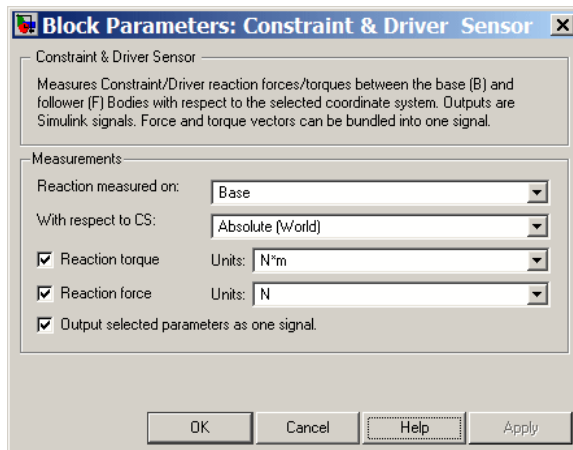 Block Parameters: Constraint & Driver Sensor
Constraint & Driver Sensor
Measures Constraint/Driver reaction forces/torques between the base (B) and
follower (F) Bodies with respect to the selected coordinate system. Outputs are
Simulink signals. Force and torque vectors can be bundled into one signal.
Measurements
Reaction measured on: Base
With respect to CS: Absolute (World)
Reaction torque Units: N*m
Reaction force Units: N
Output selected parameters as one signal.
OK Cancel Help Apply